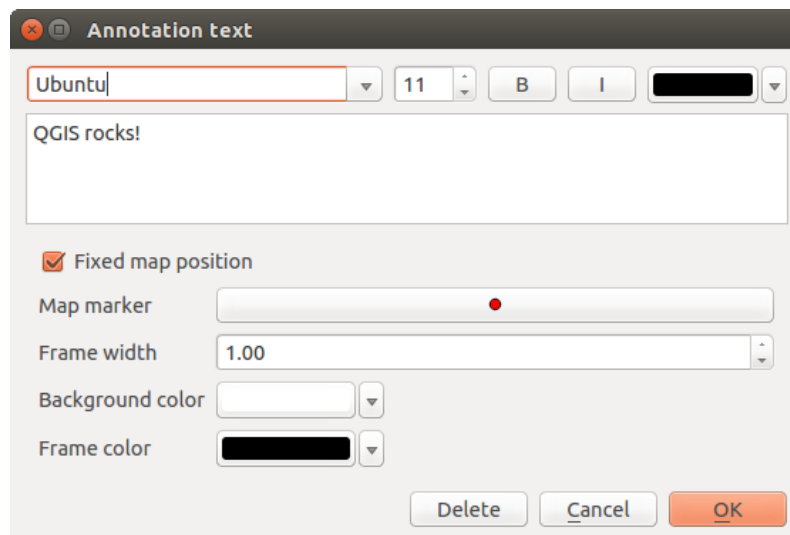 Annotation text
Ubuntu 11 B I
QGIS rocks!
Fixed map position
Map marker
Frame width 1.00
Background color
Frame color
Delete Cancel OK